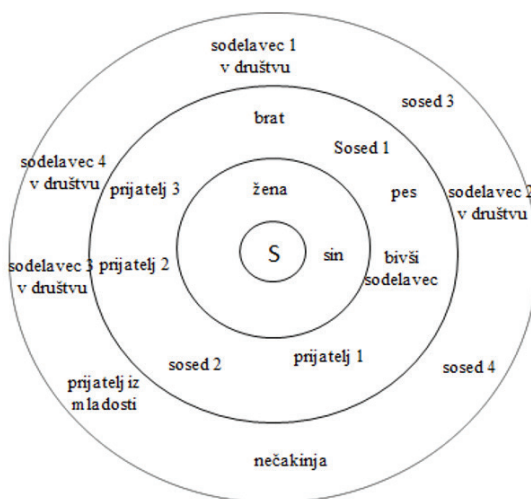 sodelavec 1
v društvu
sosed 3
brat
Sosed 1
sodelavec 4
v društvu
prijatelj 3
žena
pes
sodelavec 2
v društvu
S
sin
bivši
sodelavec
sodelavec 3
v društvu
prijatelj 2
prijatelj 1
sosed 2
sosed 4
prijatelj iz
mladosti
nečakinja